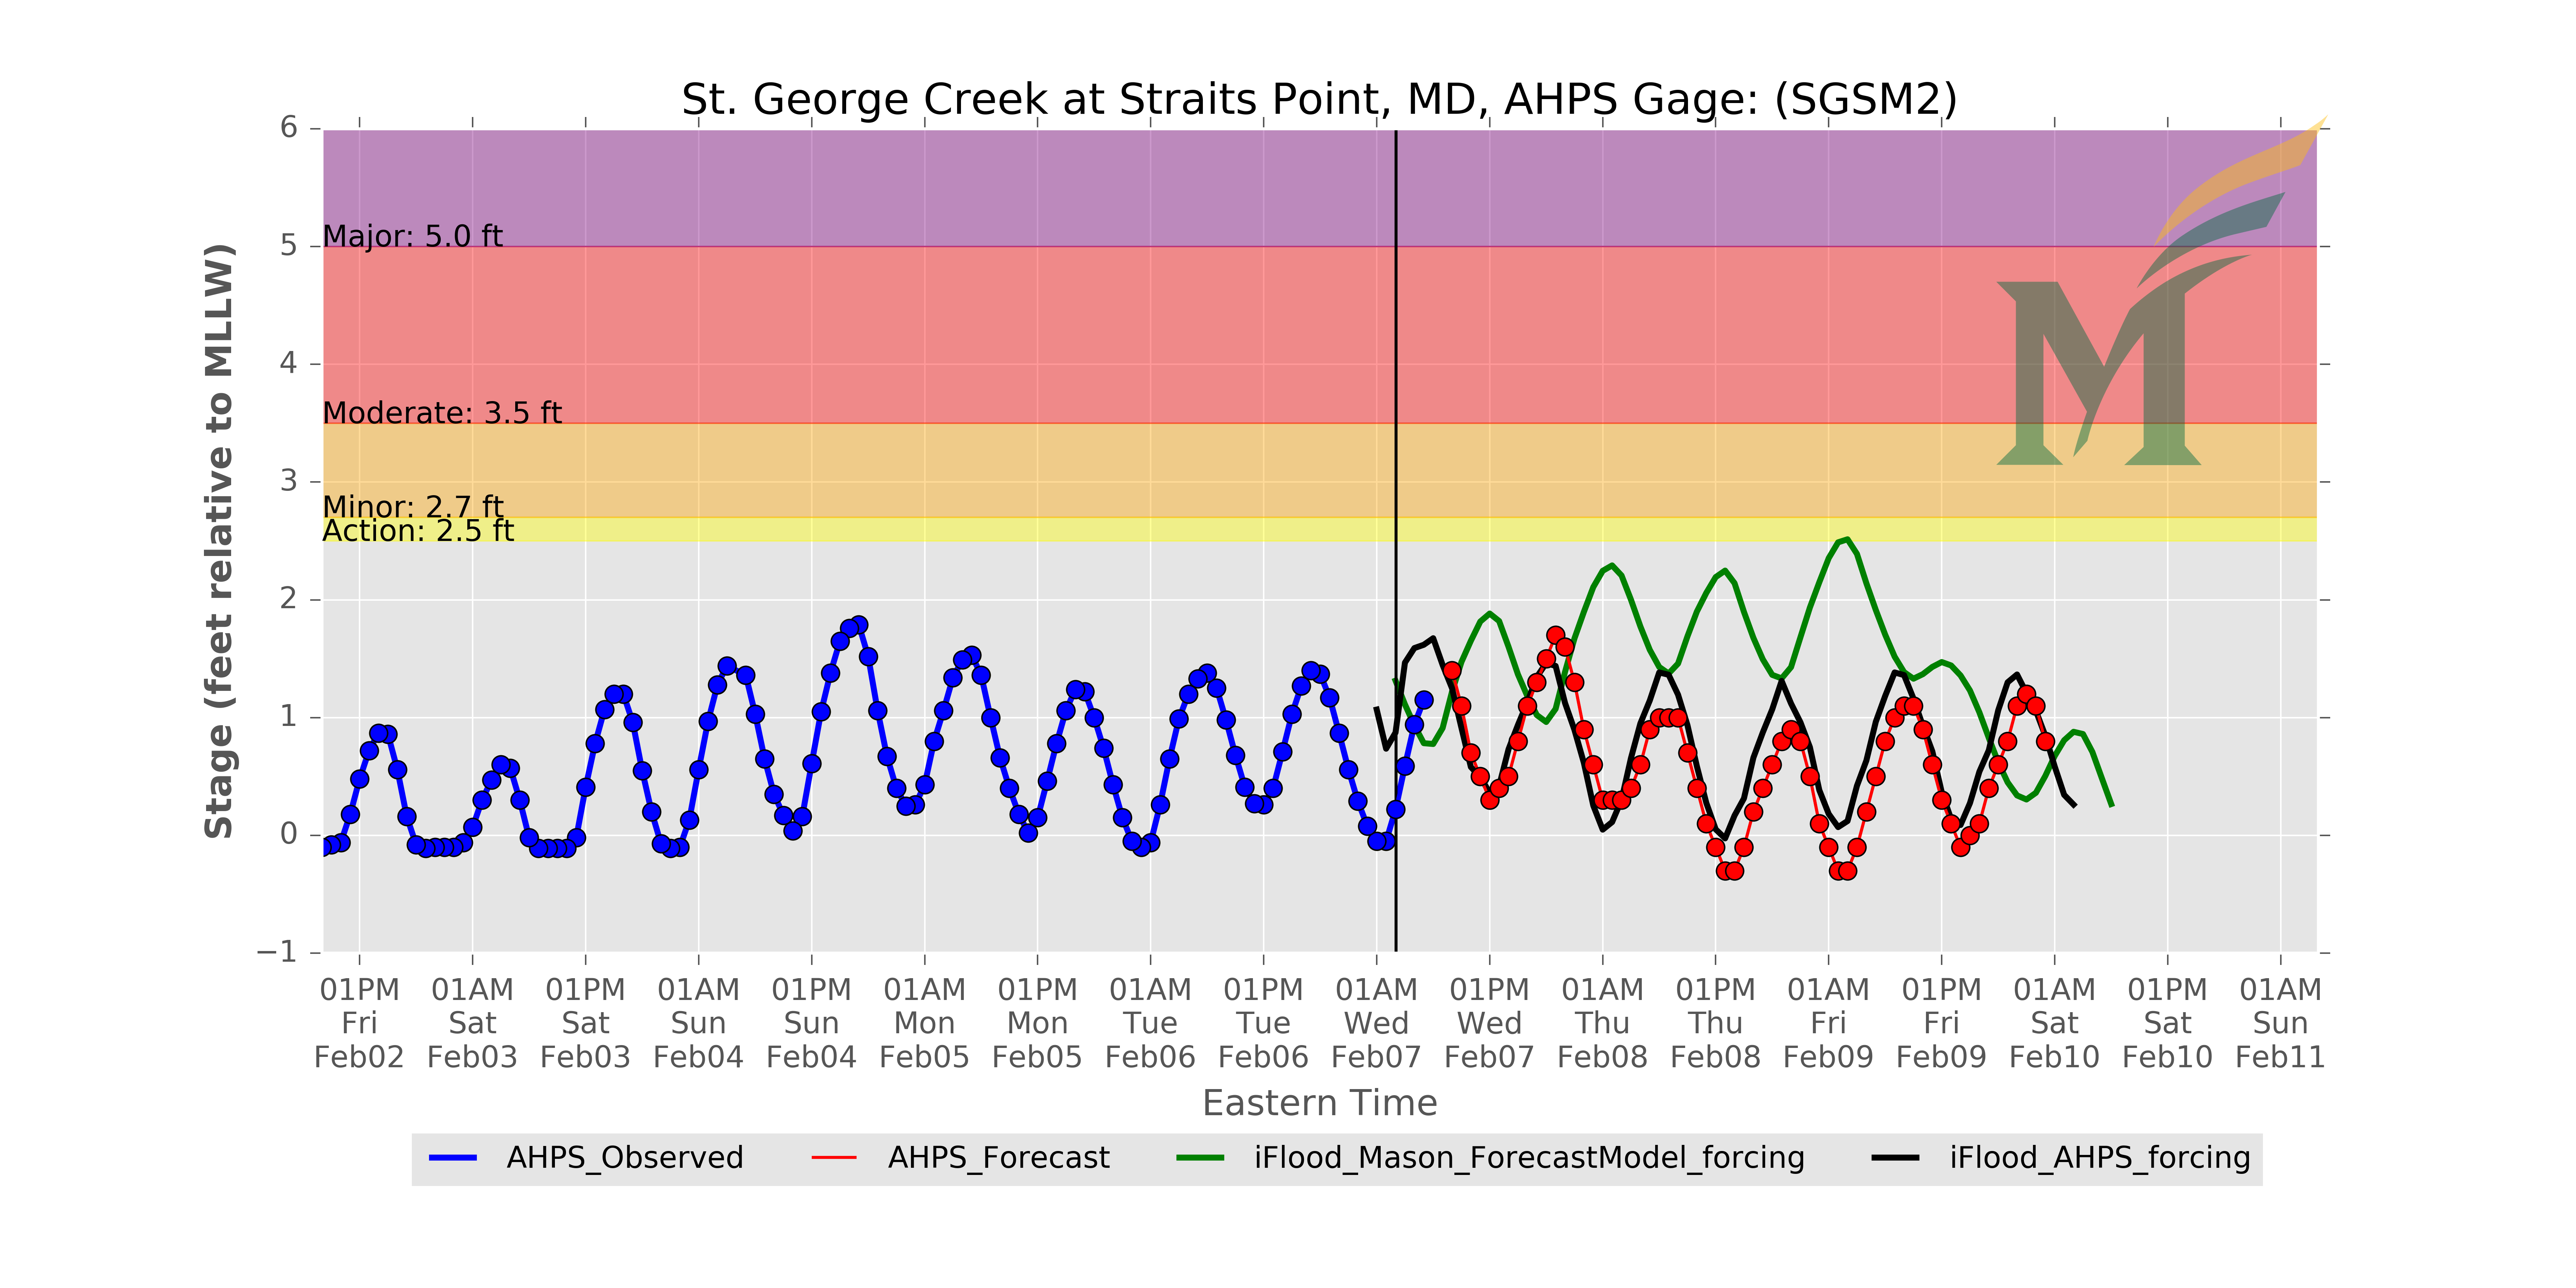 St. George Creek at Straits Point, MD, AHPS Gage: (SGSM2)
Stage (feet relative to MLLW)
6
5
4
3
2
1
0
−1
Major: 5.0 ft
Moderate: 3.5 ft
Minor: 2.7 ft
Action: 2.5 ft
01PM 01AM 01PM 01AM 01PM 01AM 01PM 01AM 01PM 01AM 01PM 01AM 01PM 01AM 01PM 01AM 01PM 01AM
Fri Sat Sat Sun Sun Mon Mon Tue Tue Wed Wed Thu Thu Fri Fri Sat Sat Sun
Feb02 Feb03 Feb03 Feb04 Feb04 Feb05 Feb05 Feb06 Feb06 Feb07 Feb07 Feb08 Feb08 Feb09 Feb09 Feb10 Feb10 Feb11
Eastern Time
AHPS_Observed AHPS_Forecast iFlood_Mason_ForecastModel_forcing iFlood_AHPS_forcing
M